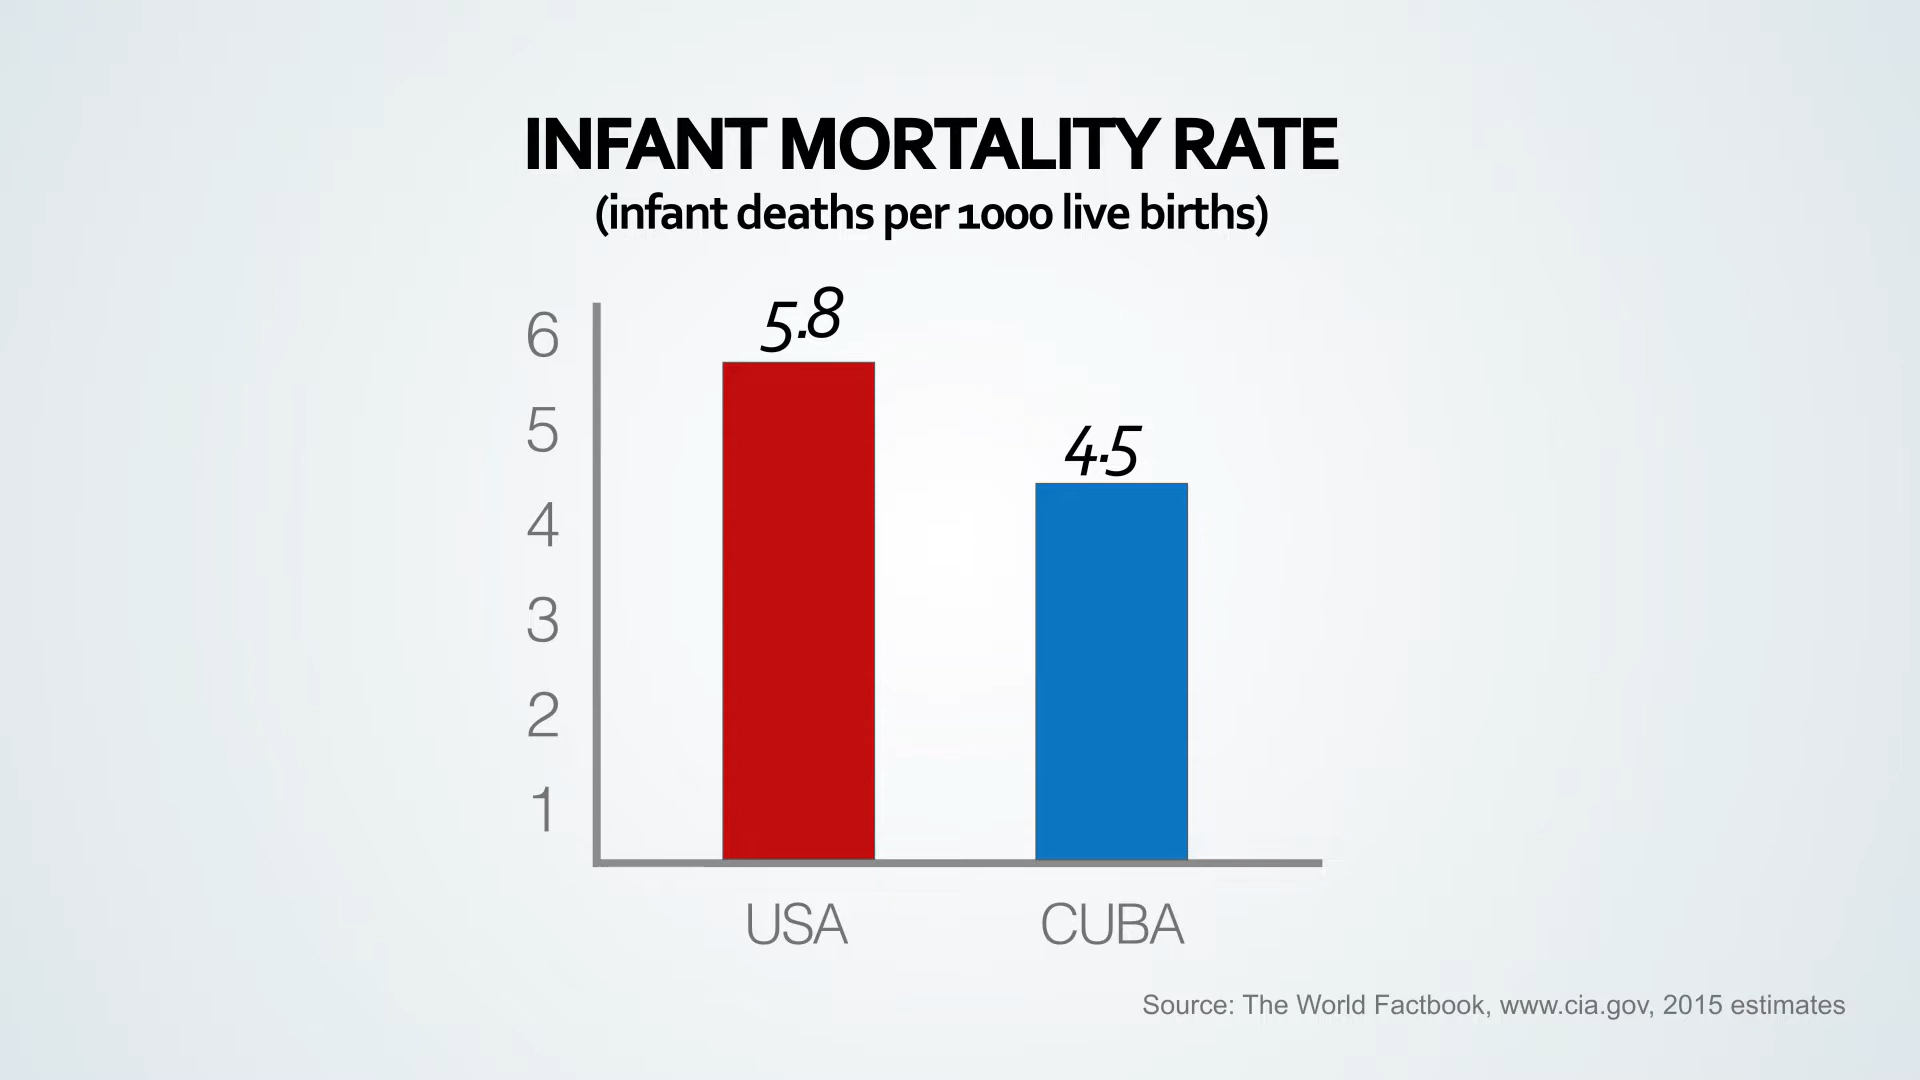 INFANT MORTALITY RATE
(infant deaths per 1000 live births)
5.8
6
4.5
5
4
3
2
1
USA CUBA
Source: The World Factbook, www.cia.gov, 2015 estimates